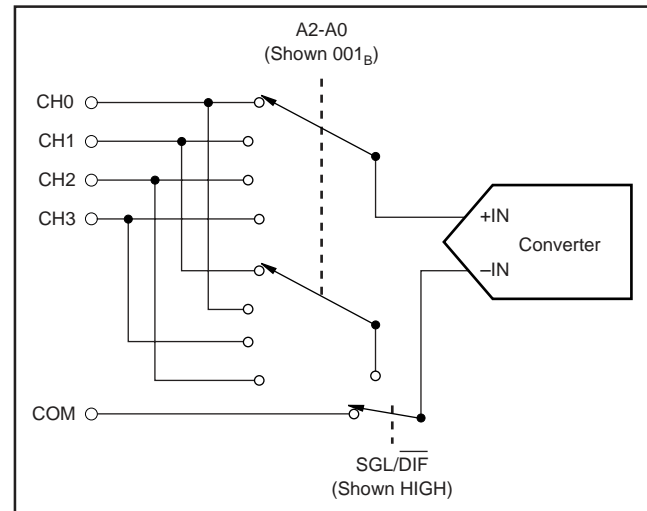 A2-A0
(Shown 001B)
CH0
CH1
CH2
CH3
+IN
Converter
–IN
COM
SGL/DIF
(Shown HIGH)